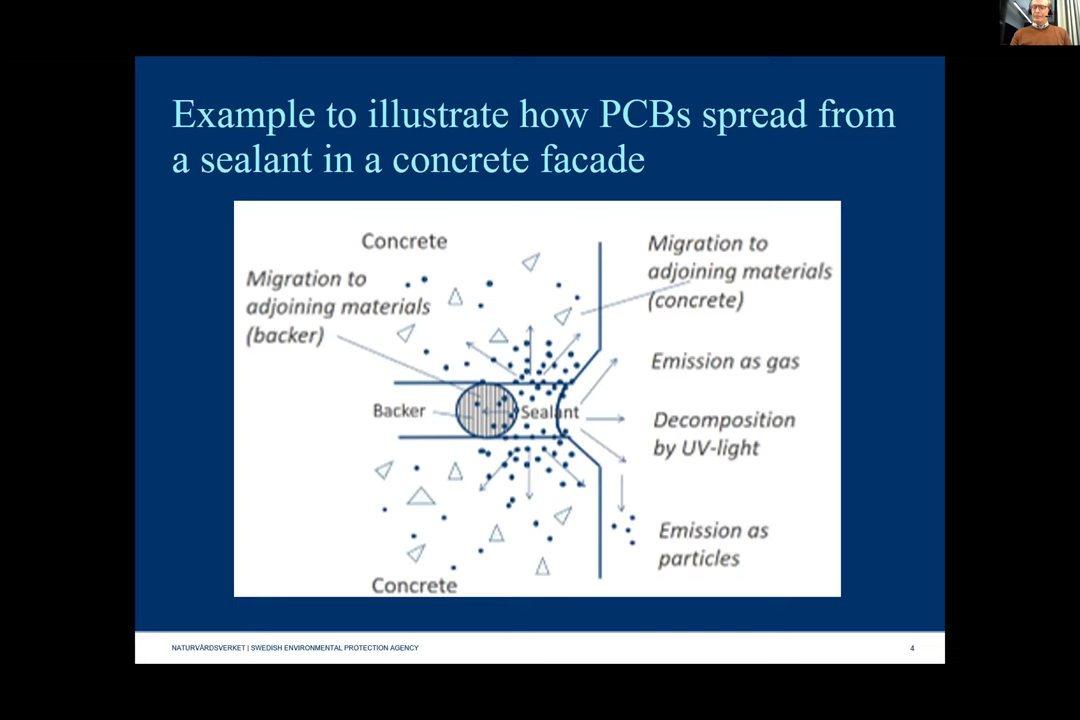 Example to illustrate how PCBs spread from
a sealant in a concrete facade
Concrete
Migration to
adjoining materials
(backer)
Migration to
adjoining materials
(concrete)
Emission as gas
Backer
Sealant
Decomposition
by UV-light
Emission as
particles
Concrete
NATURVÅRDSVERKET | SWEDISH ENVIRONMENTAL PROTECTION AGENCY
4